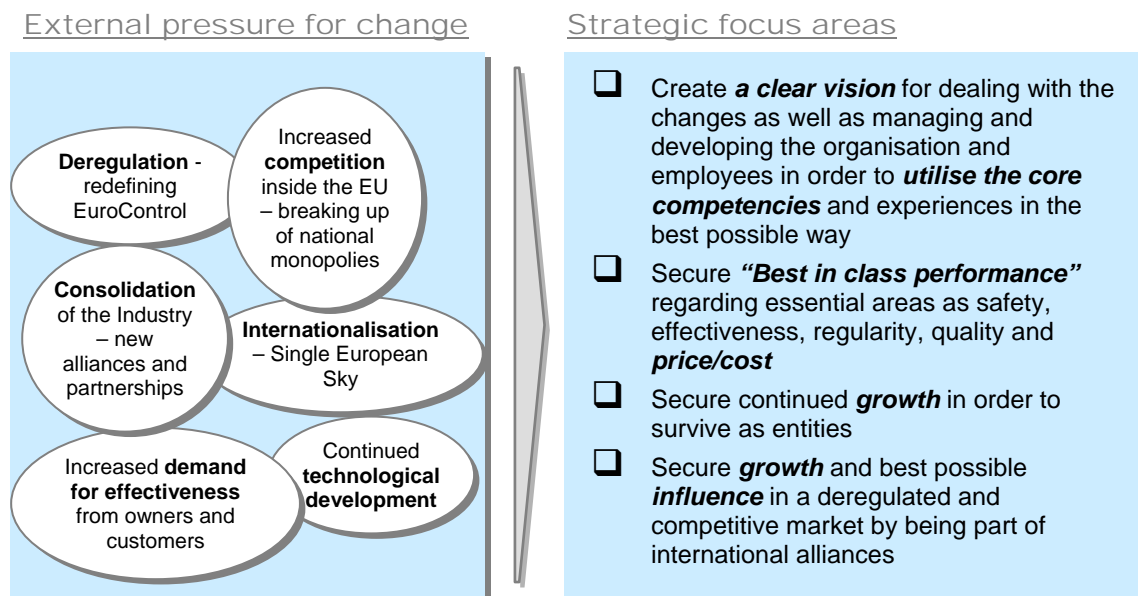 External pressure for change
Deregulation -
redefining
EuroControl
Increased
competition
inside the EU
– breaking up
of national
monopolies
Consolidation
of the Industry
– new
alliances and
partnerships
Internationalisation
– Single European
Sky
Increased demand
for effectiveness
from owners and
customers
Continued
technological
development
Strategic focus areas
Create a clear vision for dealing with the
changes as well as managing and
developing the organisation and
employees in order to utilise the core
competencies and experiences in the
best possible way
Secure “Best in class performance”
regarding essential areas as safety,
effectiveness, regularity, quality and
price/cost
Secure continued growth in order to
survive as entities
Secure growth and best possible
influence in a deregulated and
competitive market by being part of
international alliances